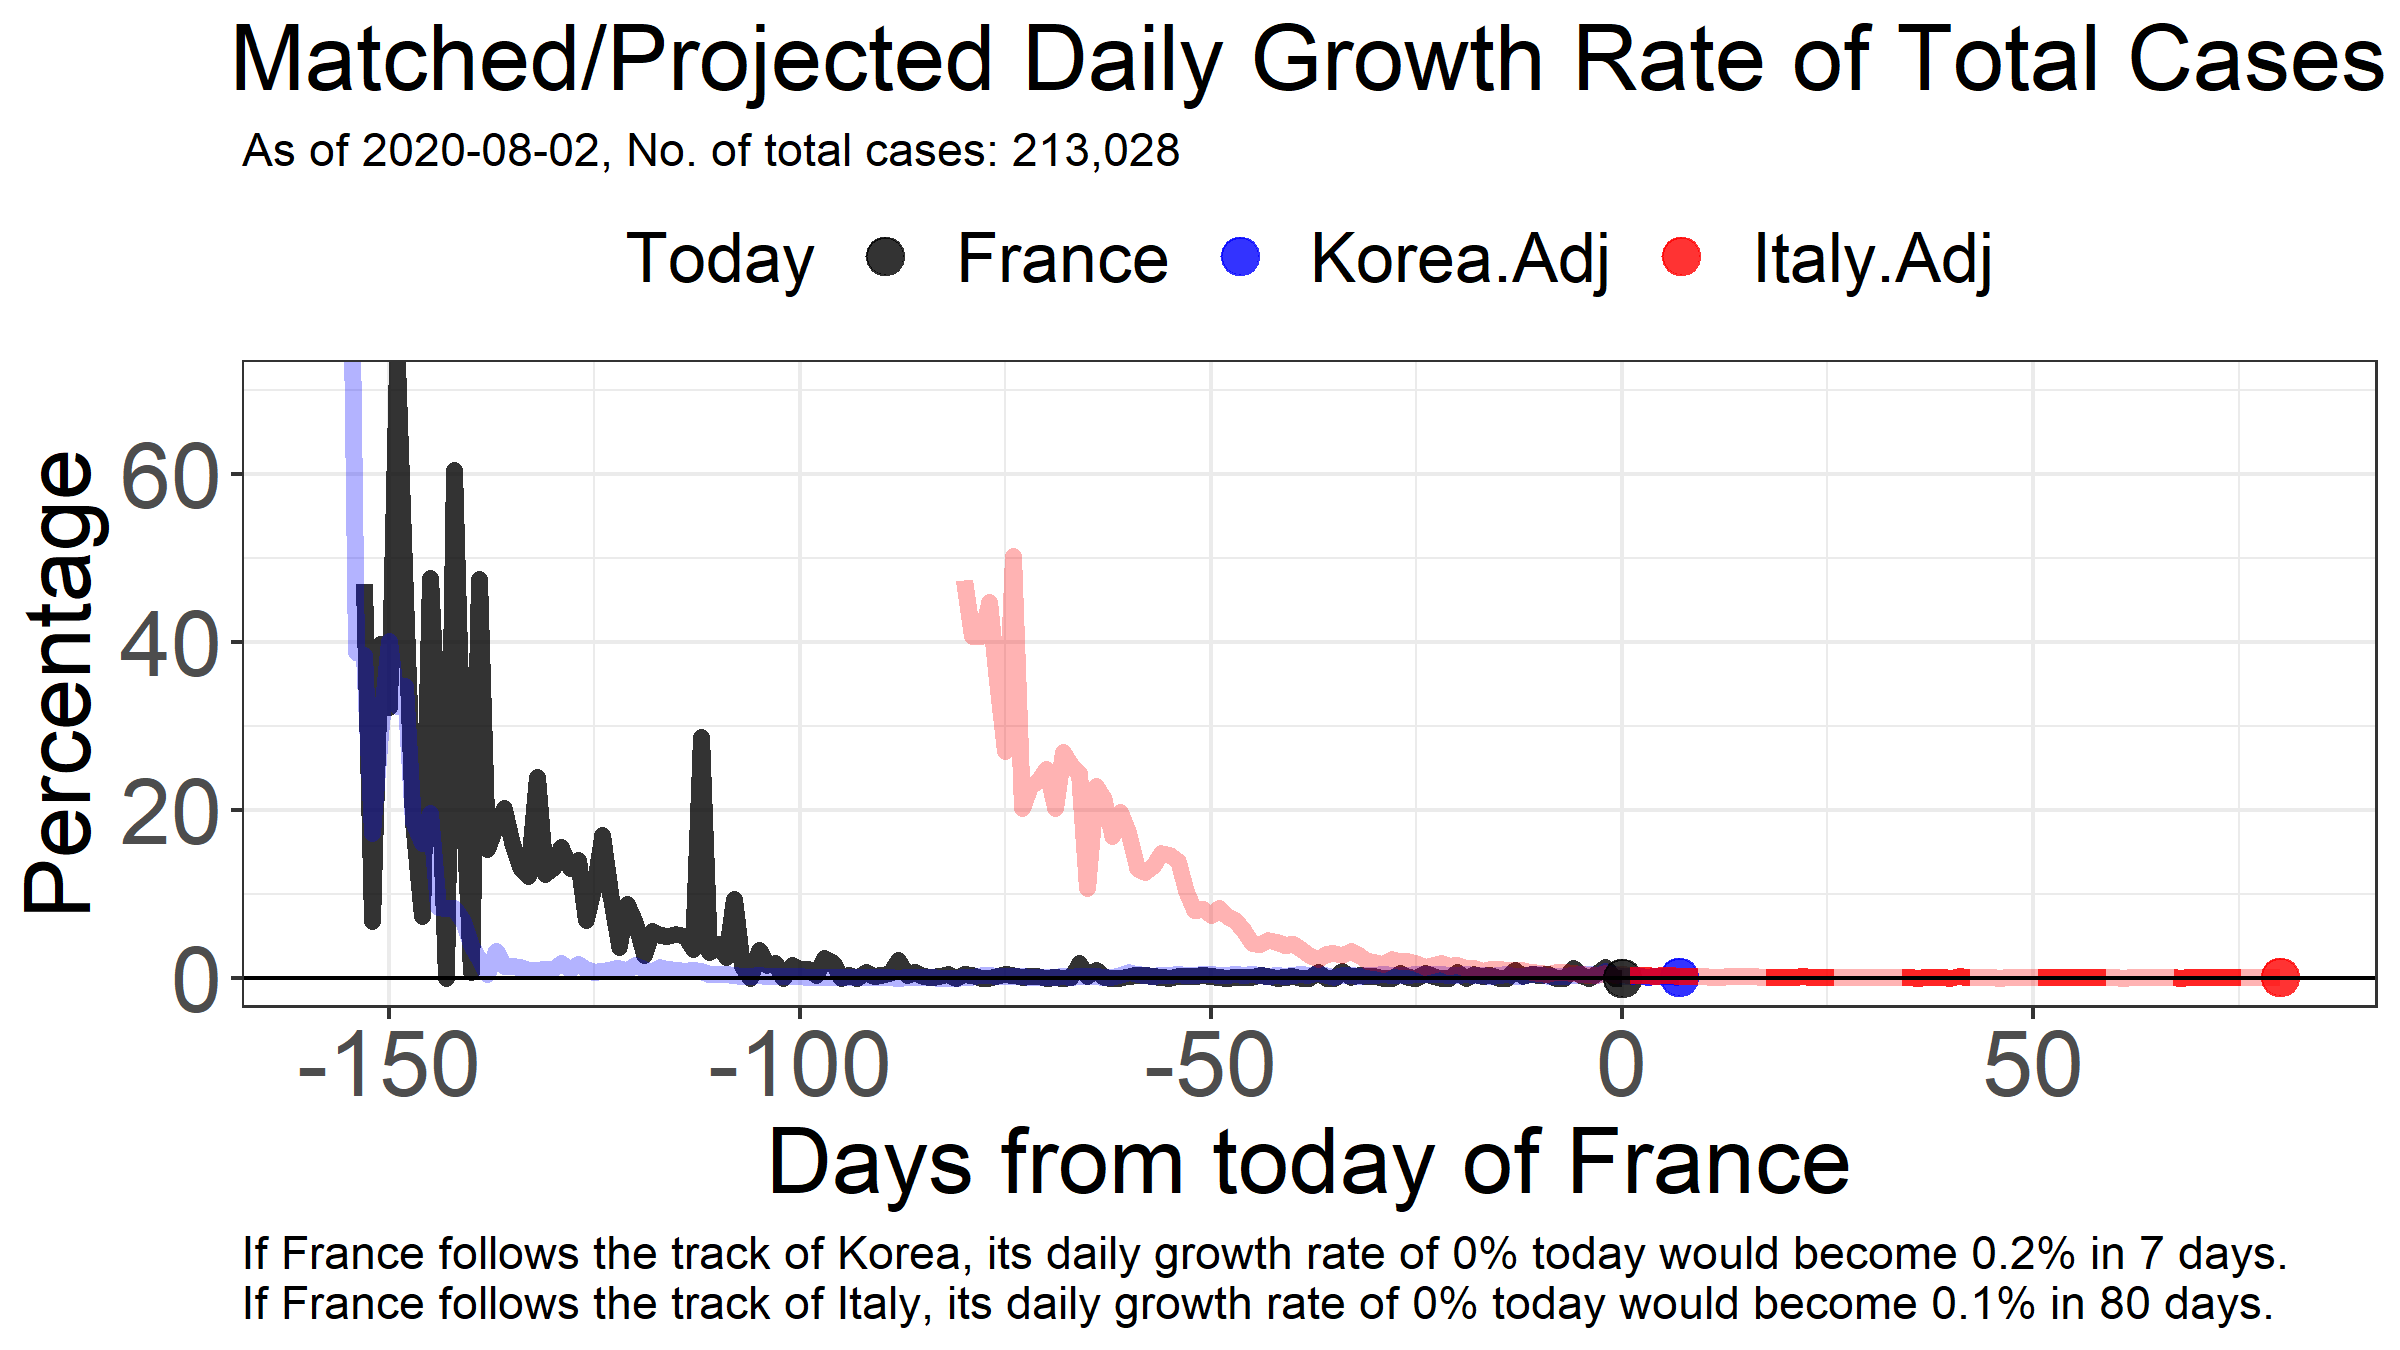 Matched/Projected Daily Growth Rate of Total Cases
As of 2020-08-02, No. of total cases: 213,028
Today France Korea.Adj Italy.Adj
Percentage
60
40
20
0
-150 -100 -50 0 50
Days from today of France
If France follows the track of Korea, its daily growth rate of 0% today would become 0.2% in 7 days.
If France follows the track of Italy, its daily growth rate of 0% today would become 0.1% in 80 days.